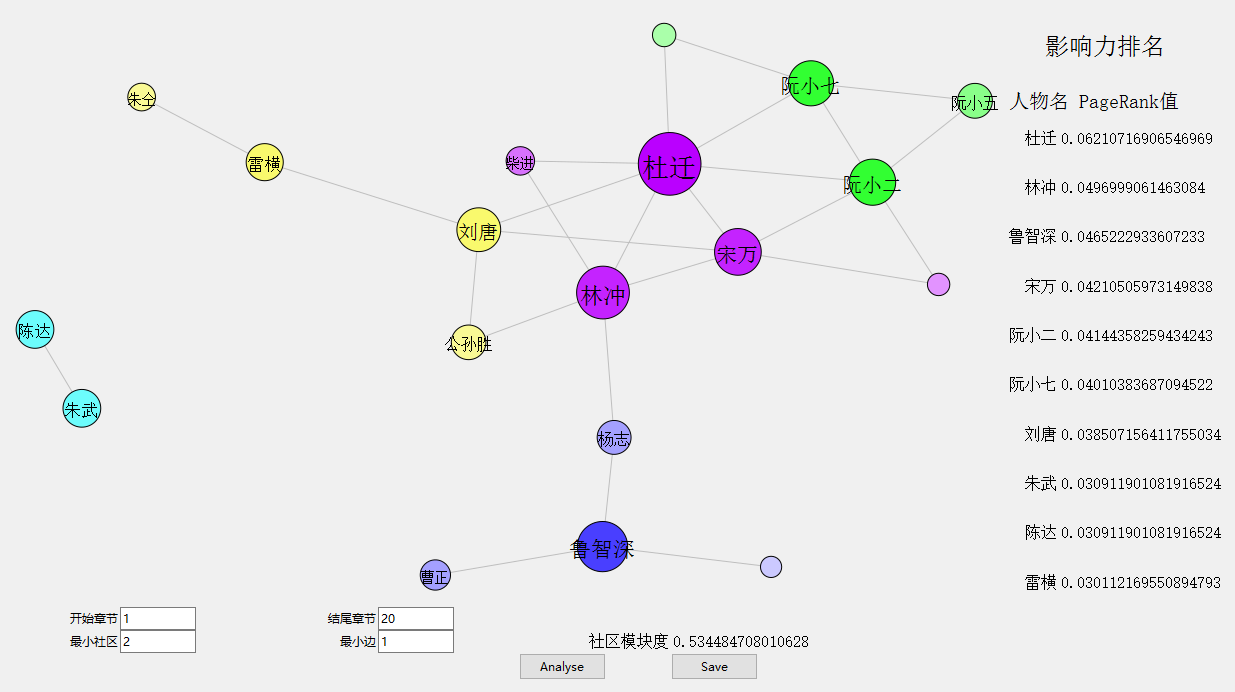 影响力排名
人物名 PageRank值
杜迁 0.06210716906546969
林冲 0.0496999061463084
鲁智深 0.0465222933607233
宋万 0.04210505973149838
阮小二 0.04144358259434243
阮小七 0.04010383687094522
刘唐 0.038507156411755034
朱武 0.030911901081916524
陈达 0.030911901081916524
雷横 0.030112169550894793
阮小七
朱仝
阮小五
雷横
柴进
杜迁
阮小二
刘唐
宋万
林冲
陈达
公孙胜
朱武
杨志
鲁智深
曹正
开始章节 1
结尾章节 20
最小社区 2
最小边 1
社区模块度 0.534484708010628
Analyse
Save